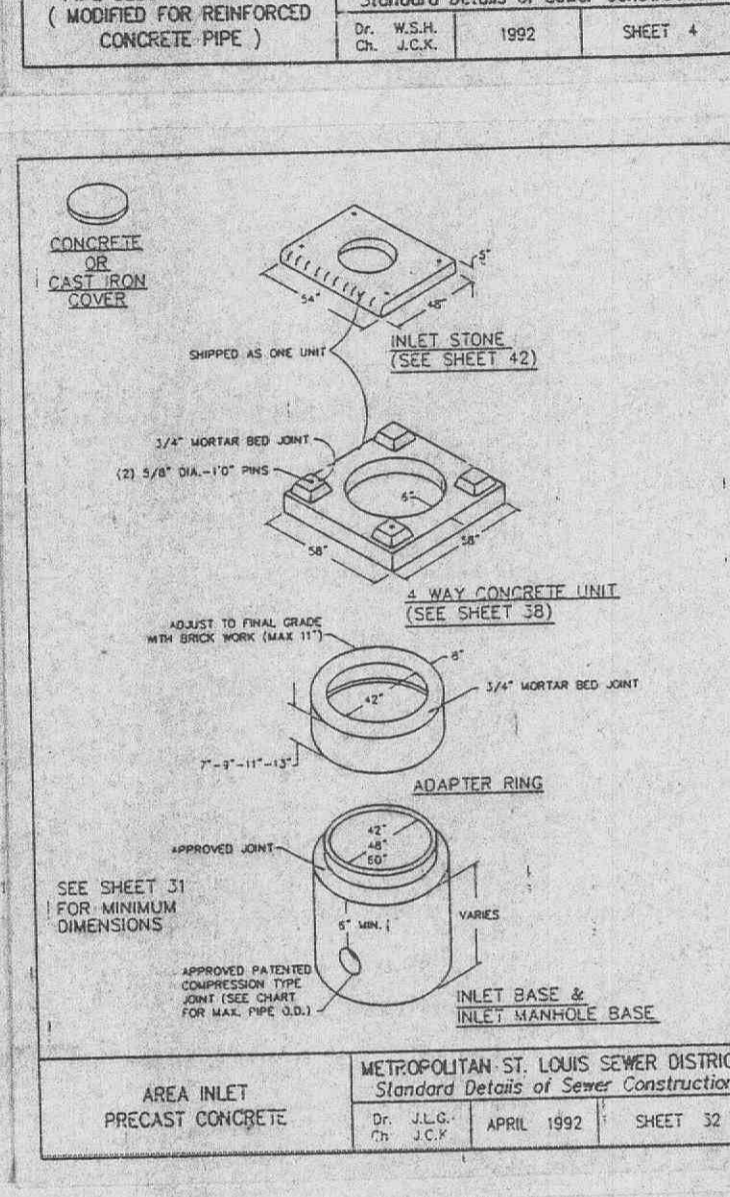 ( MODIFIED FOR REINFORCED
CONCRETE PIPE )
Dr. W.S.H.
Ch. J.C.K.
1992
SHEET 4
CONCRETE
OR
CAST IRON
COVER
5"
54"
48"
SHIPPED AS ONE UNIT
INLET STONE
(SEE SHEET 42)
3/4" MORTAR BED JOINT
(2) 5/8" DIA.-1'0" PINS
6"
58"
58"
4 WAY CONCRETE UNIT
(SEE SHEET 38)
ADJUST TO FINAL GRADE
WITH BRICK WORK (MAX 11")
6"
42"
3/4" MORTAR BED JOINT
7"-9"-11"-13"
ADAPTER RING
42"
48"
60"
APPROVED JOINT
SEE SHEET 31
FOR MINIMUM
DIMENSIONS
6" MIN.
VARIES
APPROVED PATENTED
COMPRESSION TYPE
JOINT (SEE CHART
FOR MAX. PIPE O.D.)
INLET BASE &
INLET MANHOLE BASE
AREA INLET
PRECAST CONCRETE
METROPOLITAN ST. LOUIS SEWER DISTRIC
Standard Details of Sewer Construction
Dr. J.L.G.
Ch J.C.K
APRIL 1992
SHEET 32